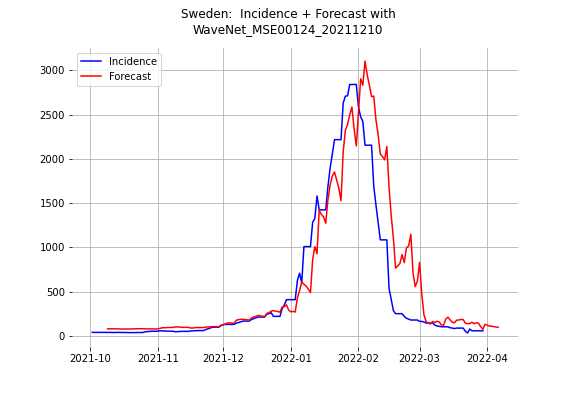 Sweden:  Incidence + Forecast with
WaveNet_MSE00124_20211210
Incidence
Forecast
3000
2500
2000
1500
1000
500
0
2021-10 2021-11 2021-12 2022-01 2022-02 2022-03 2022-04